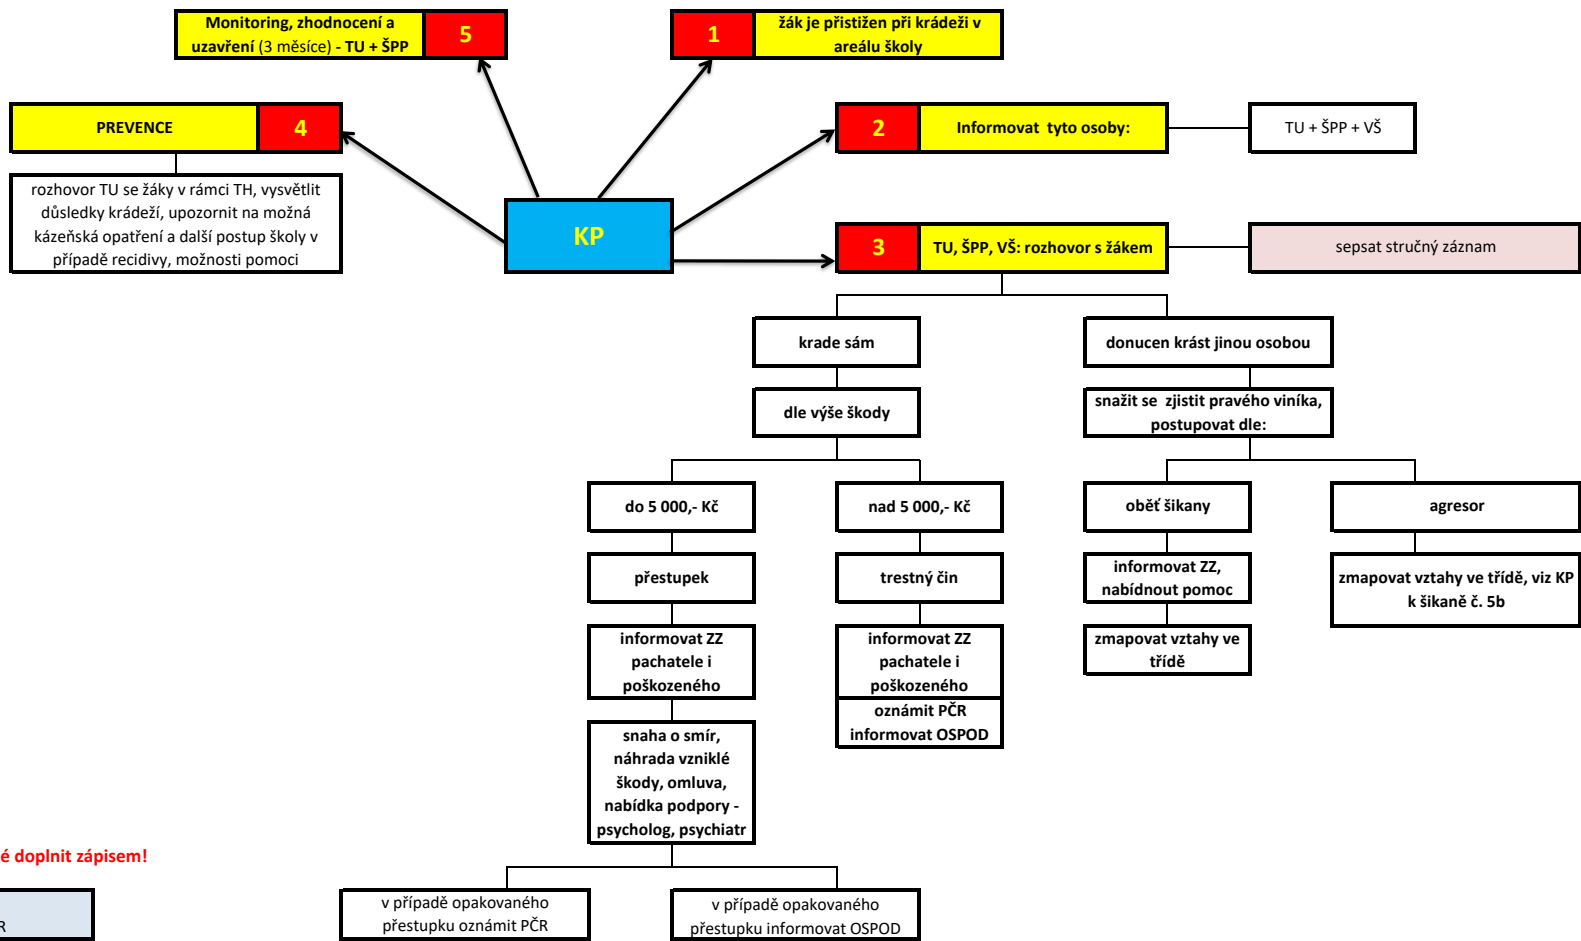 Monitoring, zhodnocení a
uzavření (3 měsíce) - TU + ŠPP
5
1
žák je přistižen při krádeži v
areálu školy
PREVENCE
4
2
Informovat tyto osoby:
TU + ŠPP + VŠ
rozhovor TU se žáky v rámci TH, vysvětlit
důsledky krádeží, upozornit na možná
kázeňská opatření a další postup školy v
případě recidivy, možnosti pomoci
KP
3
TU, ŠPP, VŠ: rozhovor s žákem
sepsat stručný záznam
krade sám
donucen krást jinou osobou
dle výše škody
snažit se zjistit pravého viníka,
postupovat dle:
do 5 000,- Kč
nad 5 000,- Kč
oběť šikany
agresor
přestupek
trestný čin
informovat ZZ,
nabídnout pomoc
zmapovat vztahy ve třídě, viz KP
k šikaně č. 5b
informovat ZZ
pachatele i
poškozeného
informovat ZZ
pachatele i
poškozeného
zmapovat vztahy ve
třídě
oznámit PČR
informovat OSPOD
snaha o smír,
náhrada vzniklé
škody, omluva,
nabídka podpory -
psycholog, psychiatr
é doplnit zápisem!
R
v případě opakovaného
přestupku oznámit PČR
v případě opakovaného
přestupku informovat OSPOD